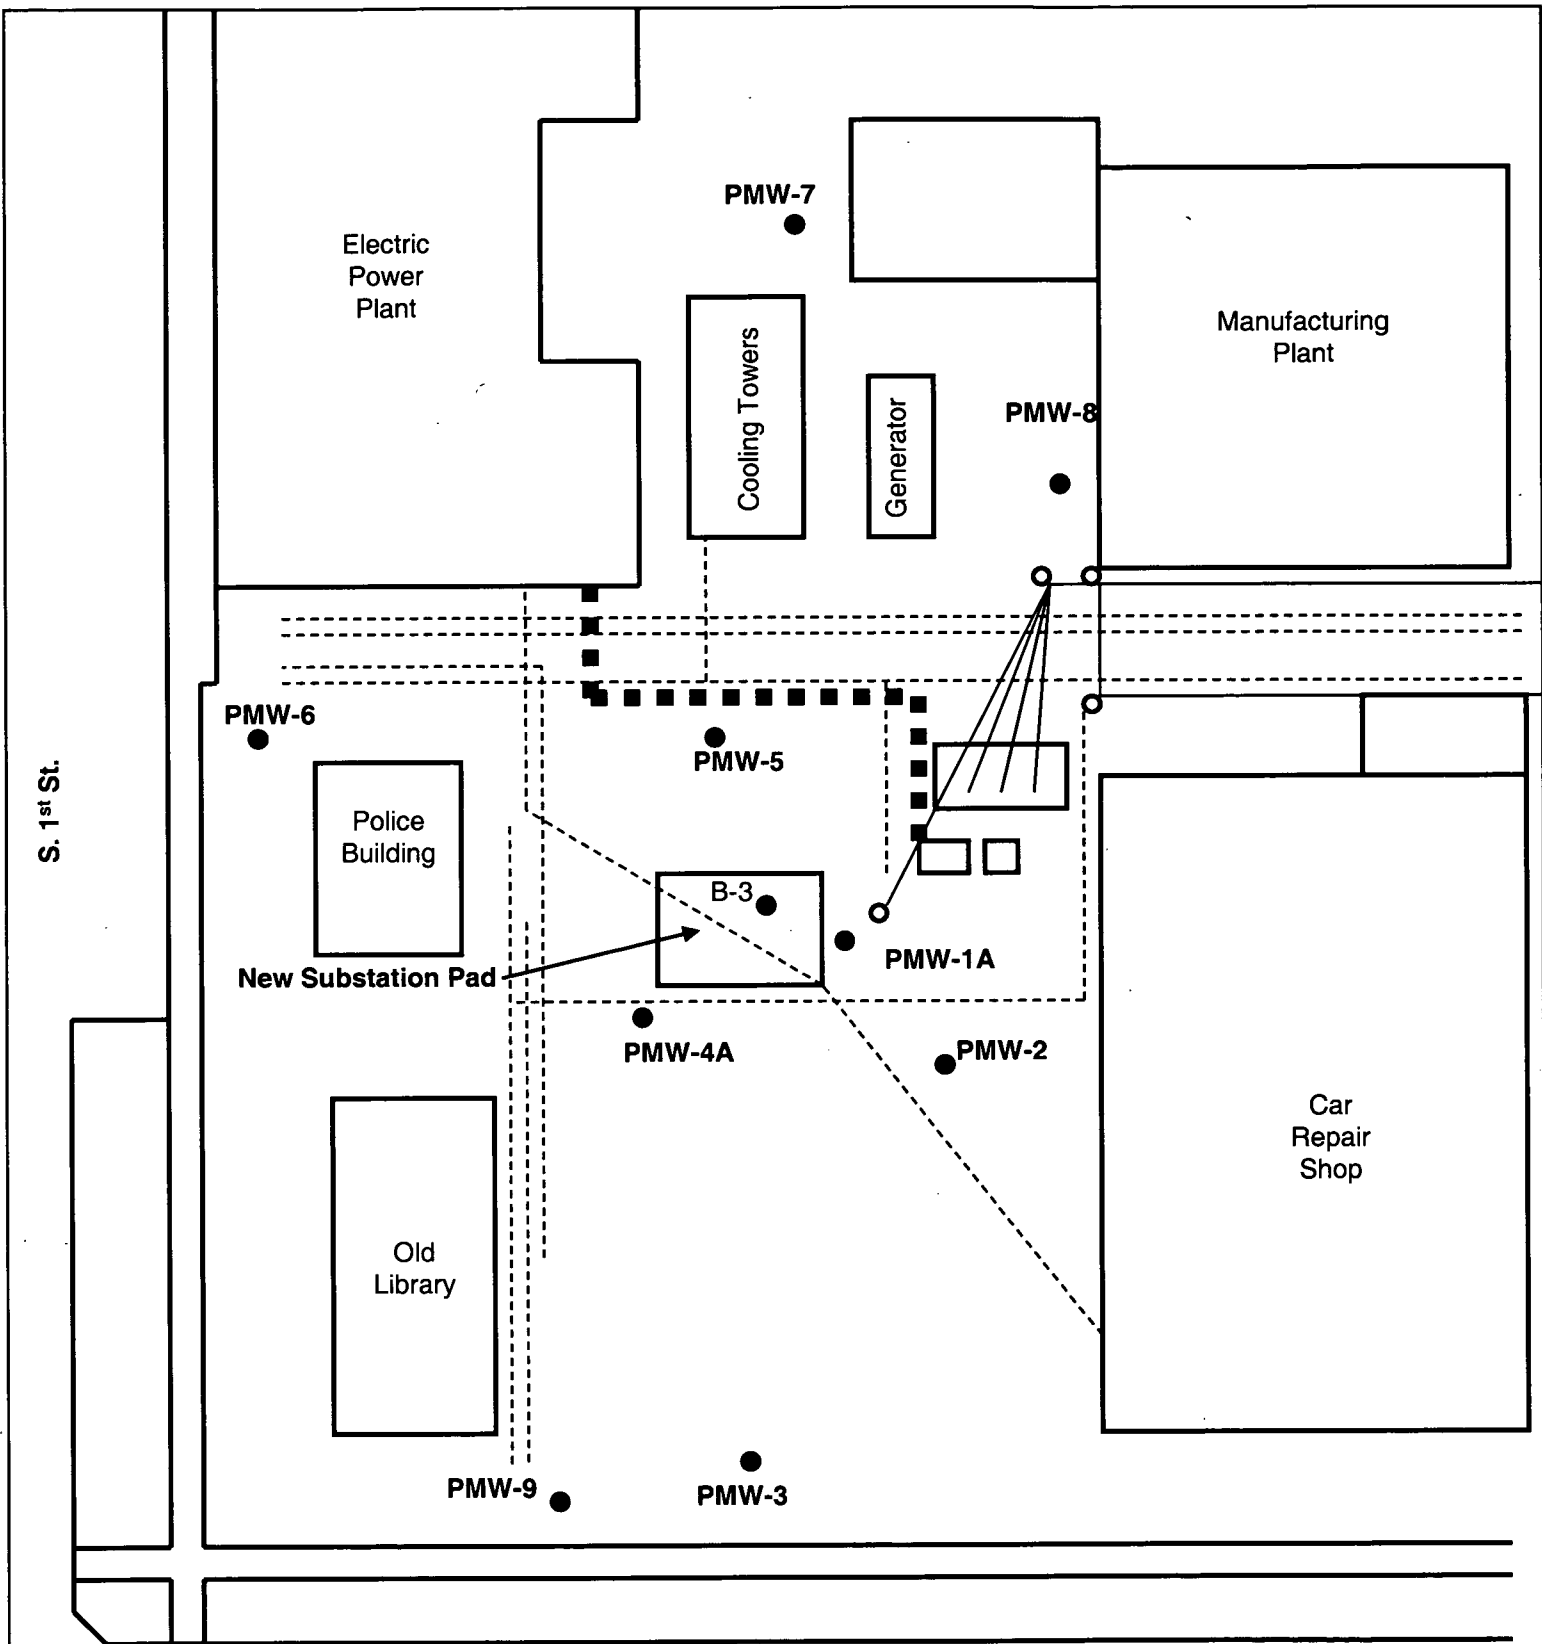 PMW-7
Electric
Power
Plant
Manufacturing
Plant
Cooling Towers
Generator
PMW-8
PMW-6
PMW-5
S. 1st St.
Police
Building
B-3
PMW-1A
New Substation Pad
PMW-4A
PMW-2
Car
Repair
Shop
Old
Library
PMW-9
PMW-3